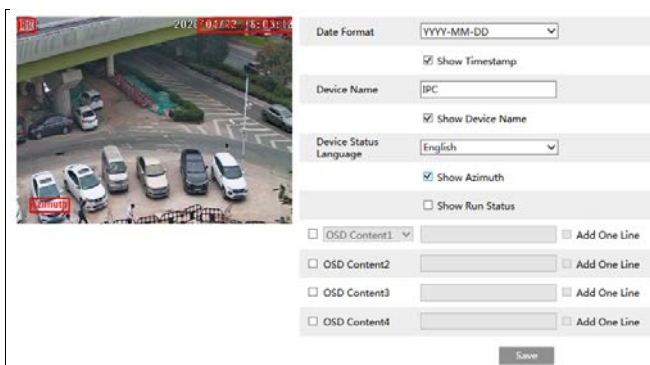 IPC
Date Format YYYY-MM-DD
Show Timestamp
Device Name IPC
Show Device Name
Device Status Language English
Show Azimuth
Show Run Status
OSD Content1 Add One Line
OSD Content2 Add One Line
OSD Content3 Add One Line
OSD Content4 Add One Line
Save
Azimuth